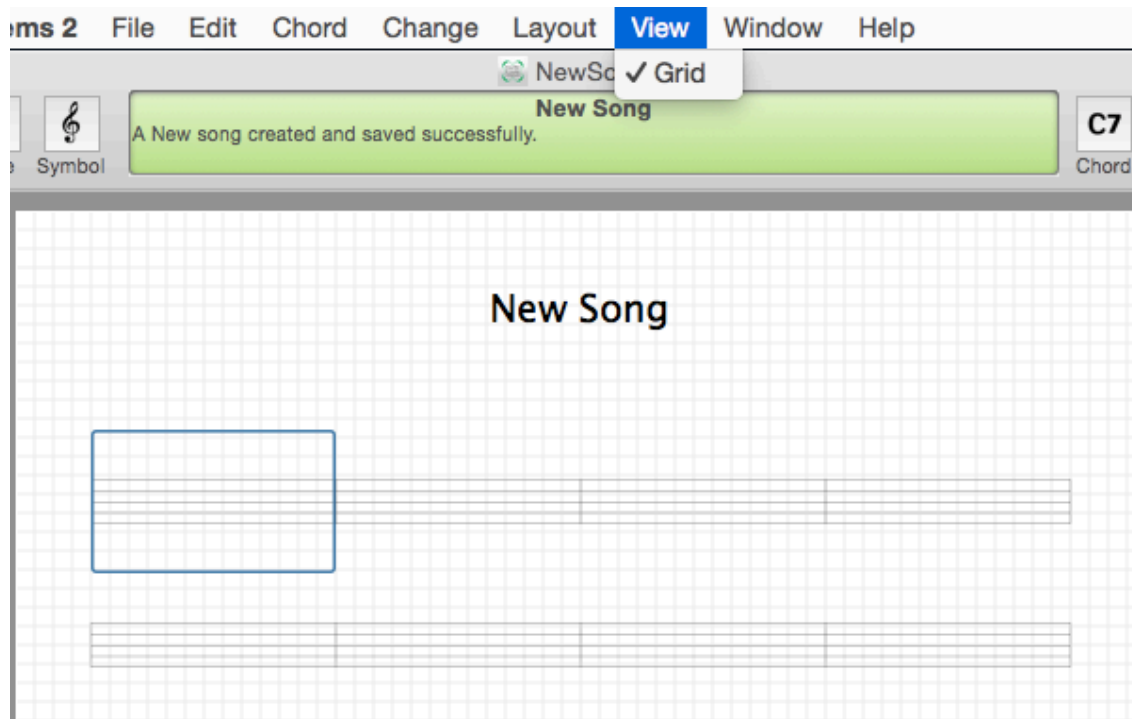 ems 2 File Edit Chord Change Layout View Window Help
NewSo ✓ Grid
New Song
A New song created and saved successfully.
C7
Symbol
Chord
New Song